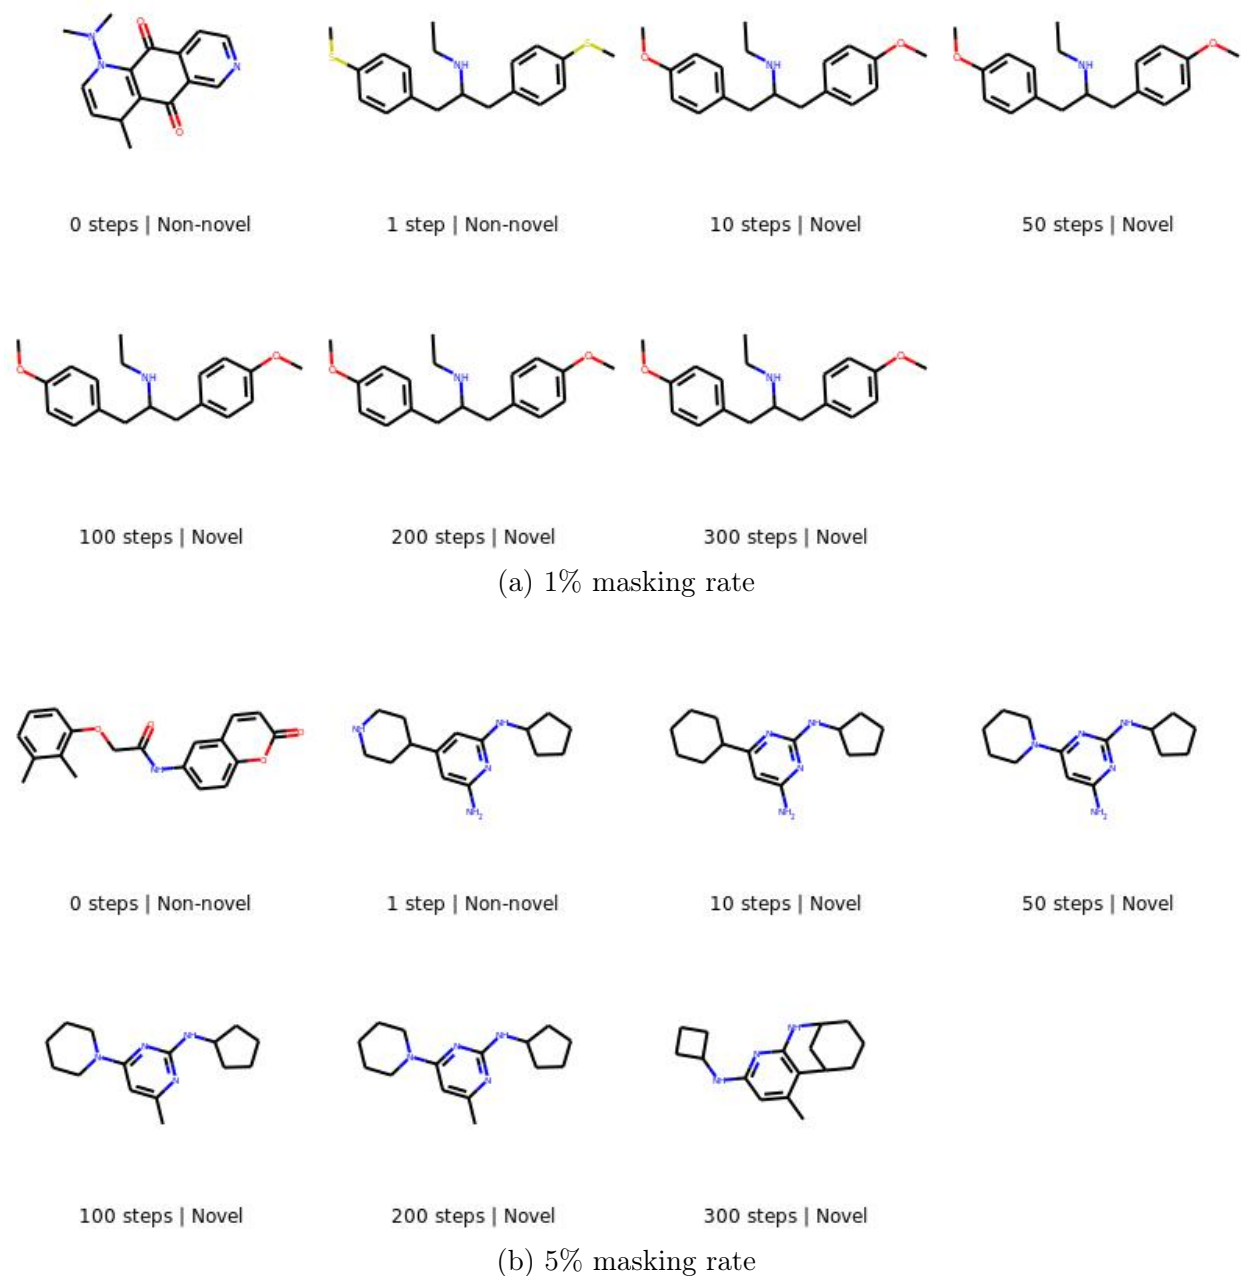 0 steps | Non-novel
1 step | Non-novel
10 steps | Novel
50 steps | Novel
100 steps | Novel
200 steps | Novel
300 steps | Novel
(a) 1% masking rate
0 steps | Non-novel
1 step | Non-novel
10 steps | Novel
50 steps | Novel
100 steps | Novel
200 steps | Novel
300 steps | Novel
(b) 5% masking rate